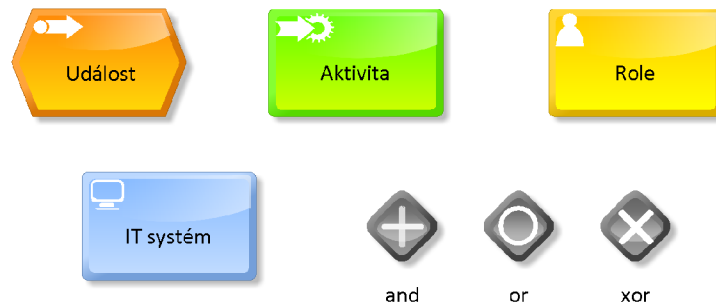 Událost
Aktivita
Role
IT systém
and
or
xor